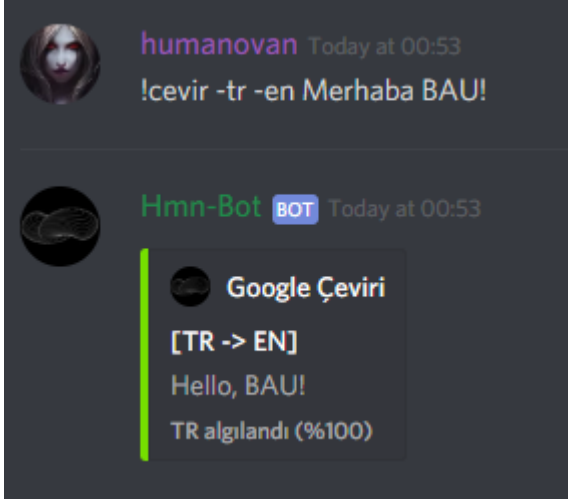 humanovan Today at 00:53
!cevir -tr -en Merhaba BAU!
Hmn-Bot BOT Today at 00:53
Google Çeviri
[TR -> EN]
Hello, BAU!
TR algılandı (%100)